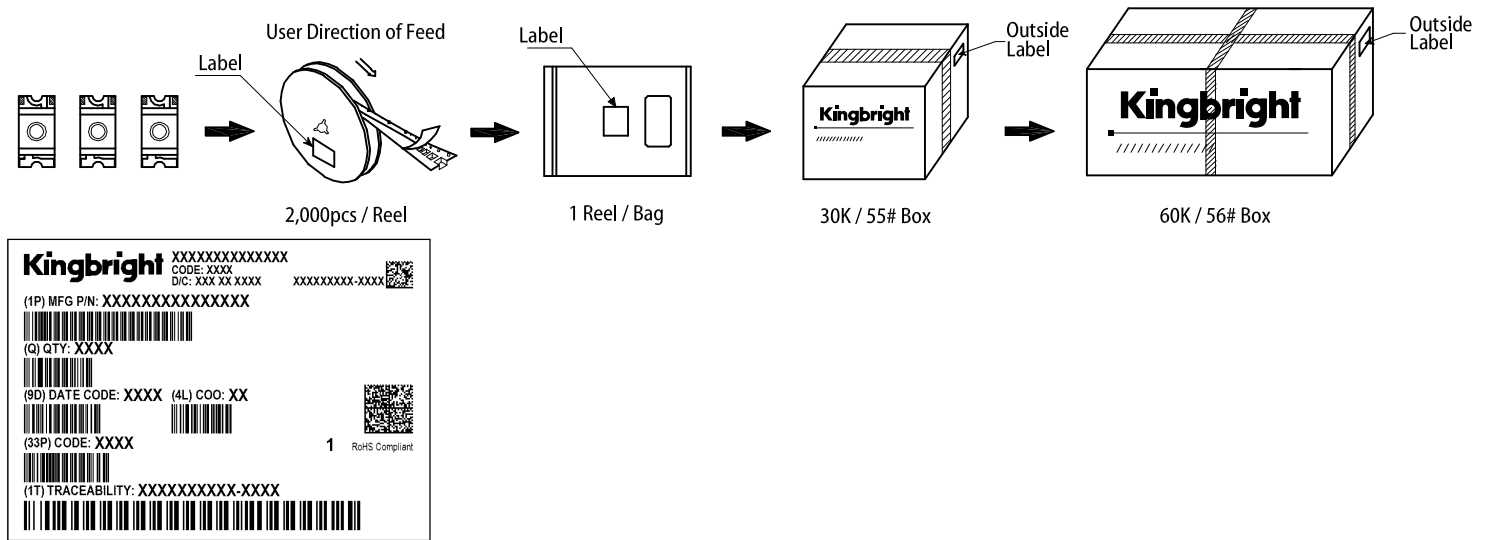 User Direction of Feed
Label
Label
Outside
Label
Outside
Label
Kingbright
Kingbright
2,000pcs / Reel
1 Reel / Bag
30K / 55# Box
60K / 56# Box
Kingbright
XXXXXXXXXXXXXX
CODE: XXXX
D/C: XXX XX XXXX
XXXXXXXXX-XXXX
(1P) MFG P/N: XXXXXXXXXXXXXXX
(Q) QTY: XXXX
(9D) DATE CODE: XXXX (4L) COO: XX
(33P) CODE: XXXX
1 RoHS Compliant
(1T) TRACEABILITY: XXXXXXXXXX-XXXX